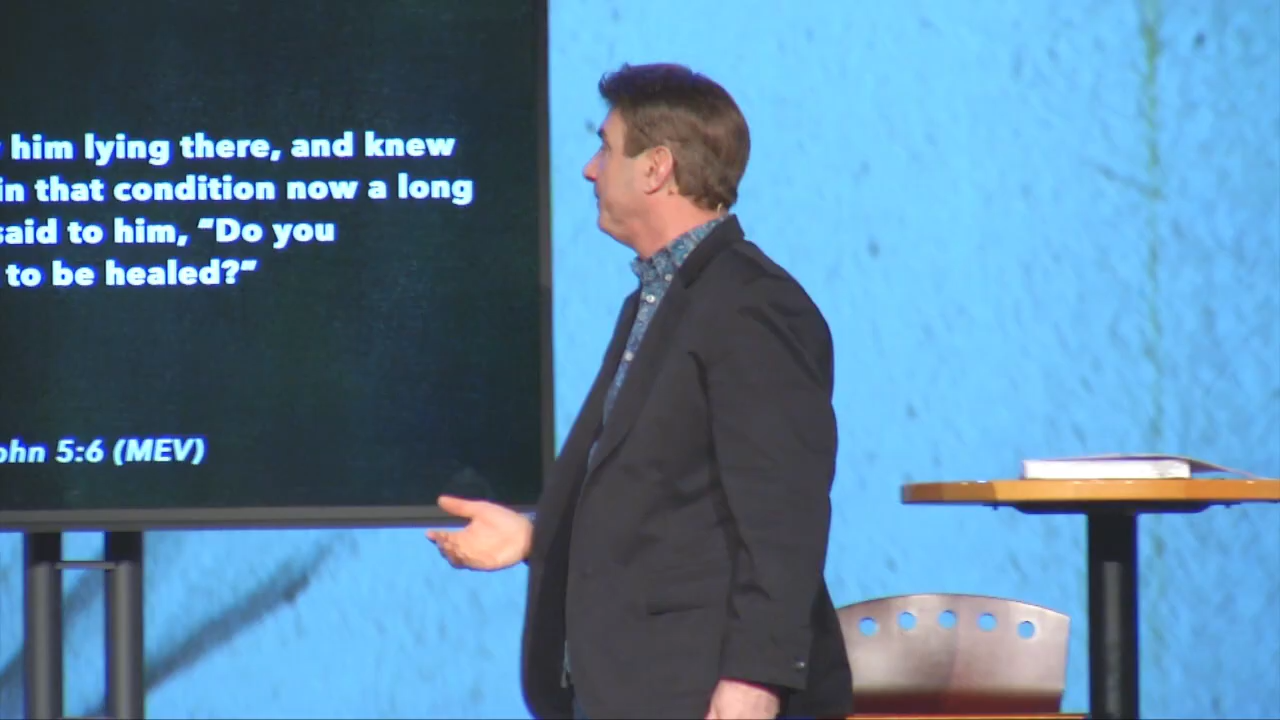 him lying there, and knew
in that condition now a long
said to him, “Do you
to be healed?”
ohn 5:6 (MEV)